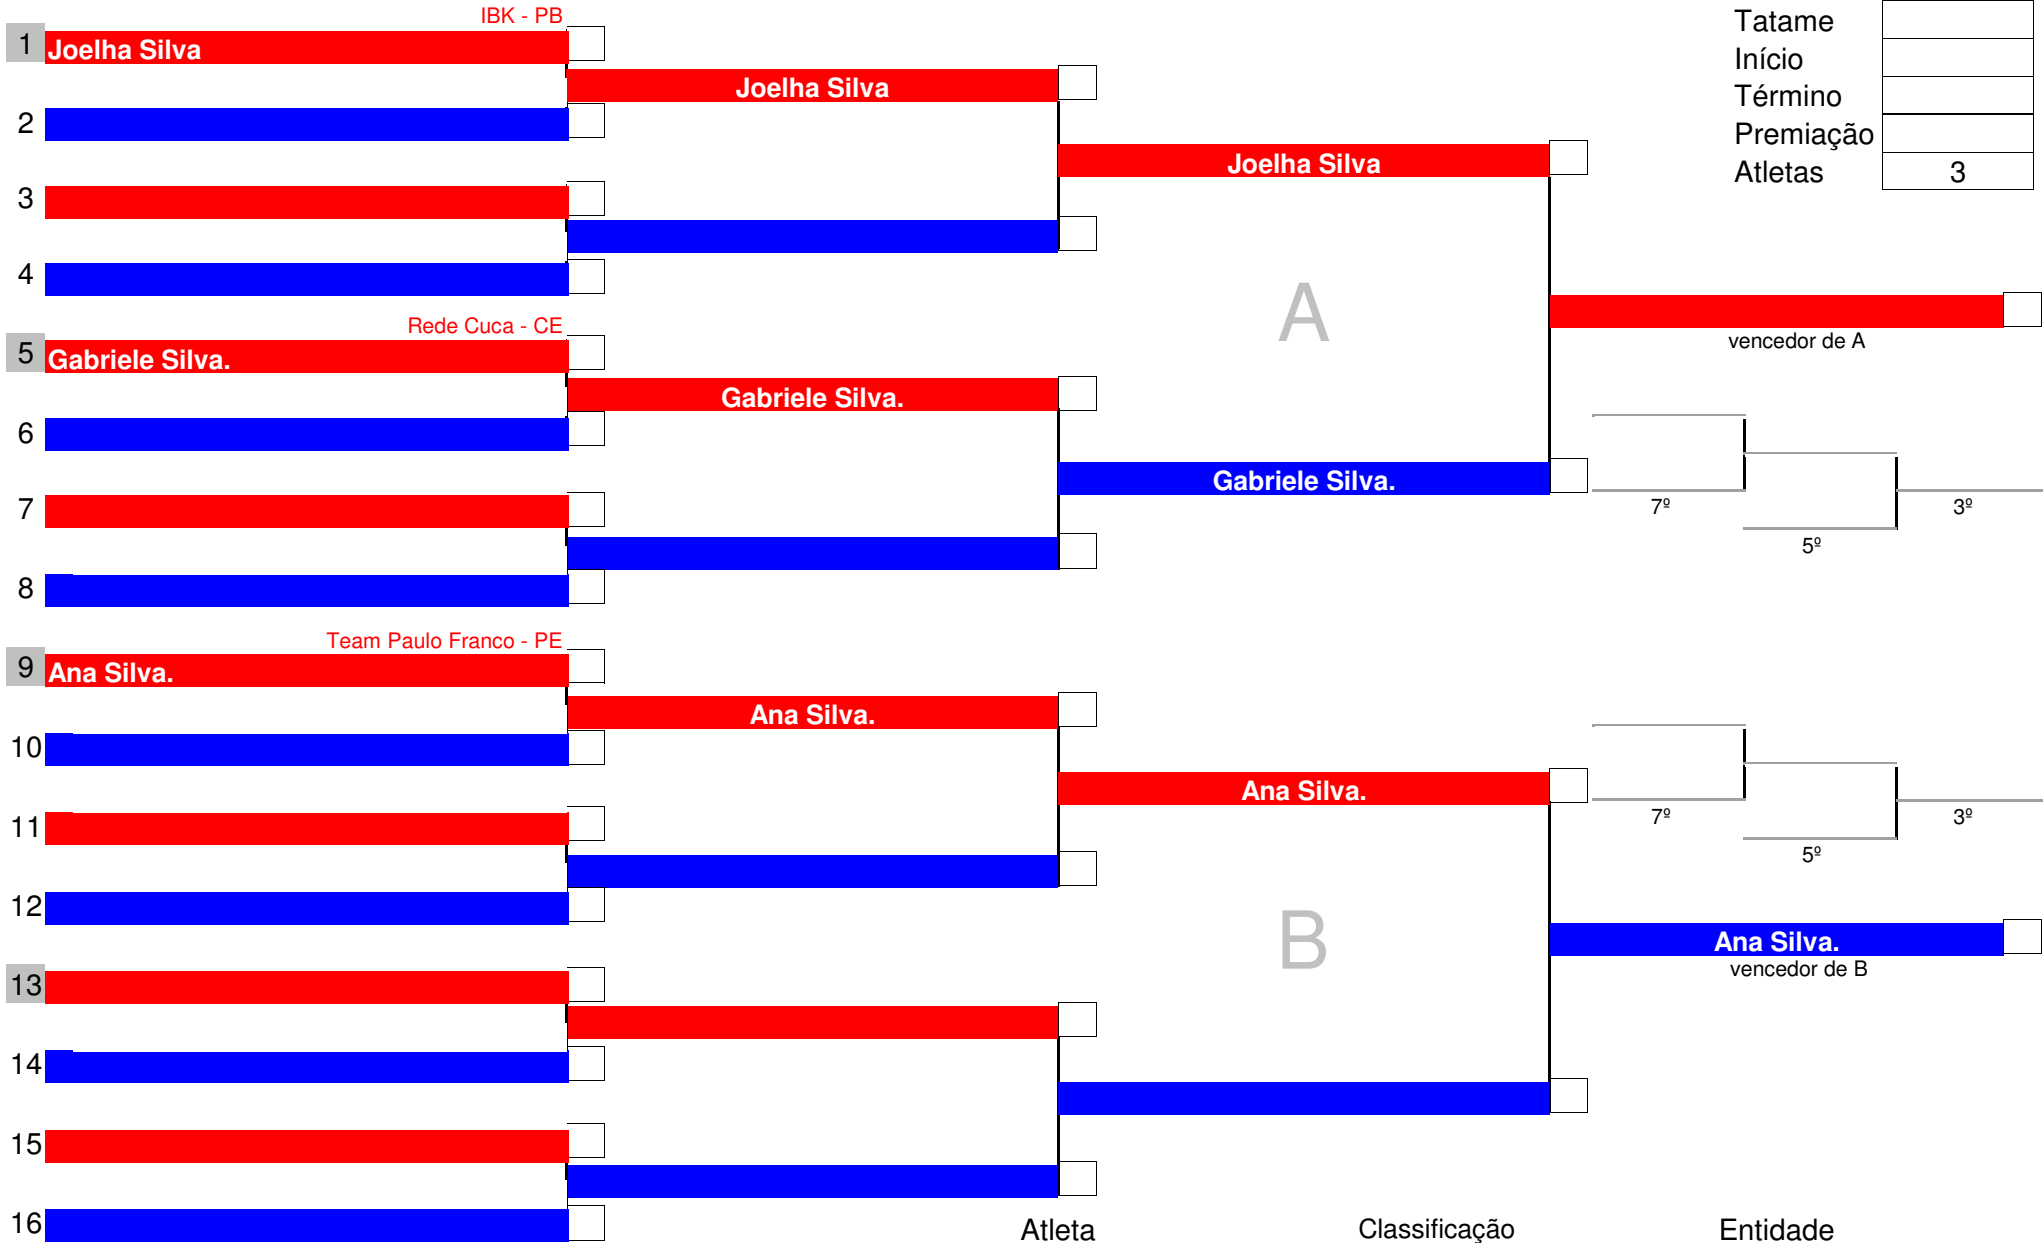 IBK - PB
1 Joelha Silva
Joelha Silva
2
Joelha Silva
3
4
Tatame
Início
Término
Premiação
Atletas 3
A
vencedor de A
Rede Cuca - CE
5 Gabriele Silva.
Gabriele Silva.
6
Gabriele Silva.
7
8
7º
3º
5º
Team Paulo Franco - PE
9 Ana Silva.
Ana Silva.
10
Ana Silva.
11
12
7º
3º
5º
B
Ana Silva.
vencedor de B
13
14
15
16
Atleta Classificação Entidade